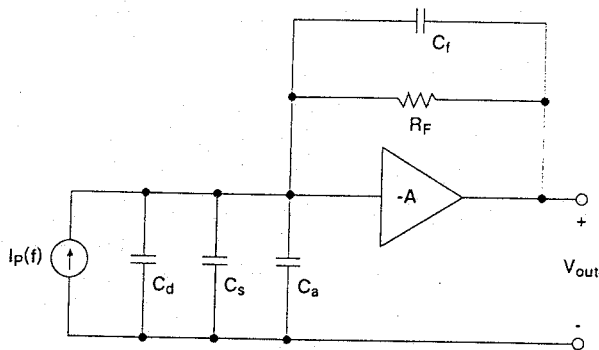 C_f
R_F
-A
I_P(f)
C_d
C_s
C_a
+
V_out
-